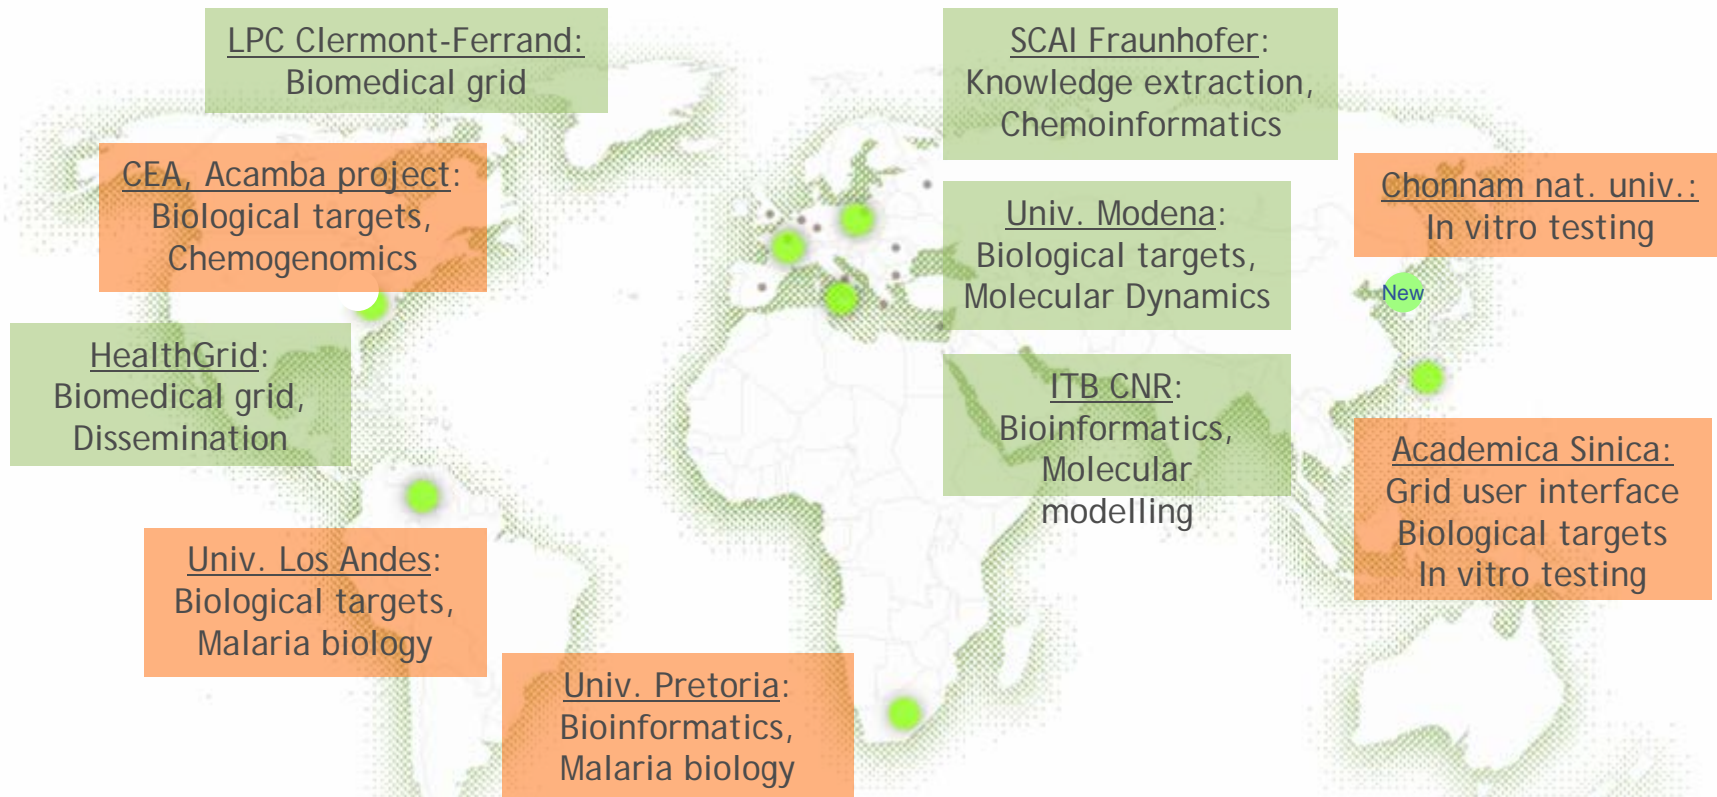 LPC Clermont-Ferrand:
Biomedical grid
SCAI Fraunhofer:
Knowledge extraction,
Chemoinformatics
CEA, Acamba project:
Biological targets,
Chemogenomics
Chonnam nat. univ.:
In vitro testing
Univ. Modena:
Biological targets,
Molecular Dynamics
New
HealthGrid:
Biomedical grid,
Dissemination
ITB CNR:
Bioinformatics,
Molecular
modelling
Academica Sinica:
Grid user interface
Biological targets
In vitro testing
Univ. Los Andes:
Biological targets,
Malaria biology
Univ. Pretoria:
Bioinformatics,
Malaria biology